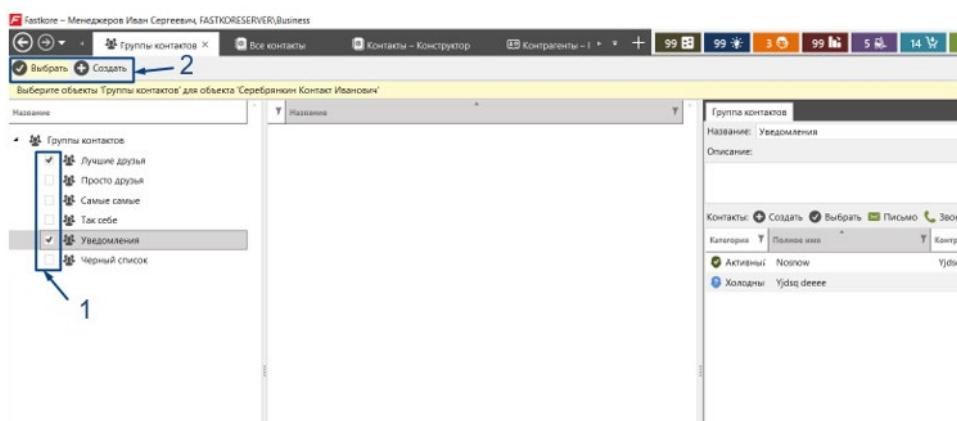 Fastkore – Менеджеров Иван Сергеевич, FASTKORESERVER\Business
Группы контактов × Все контакты Контакты – Конструктор Контрагенты – 99 99 3 99 5 14
Выбрать Создать 2
Выберите объекты 'Группы контактов' для объекта 'Серебрянкин Контакт Иванович'
Название Название Группа контактов
Название: Уведомления
Группы контактов Описание:
Лучшие друзья
Просто друзья
Самые самые
Так себе Контакты: Создать Выбрать Письмо
Уведомления Категория Полное имя
Черный список Активный Nosnow
Холодны Yjdsq deeee
1